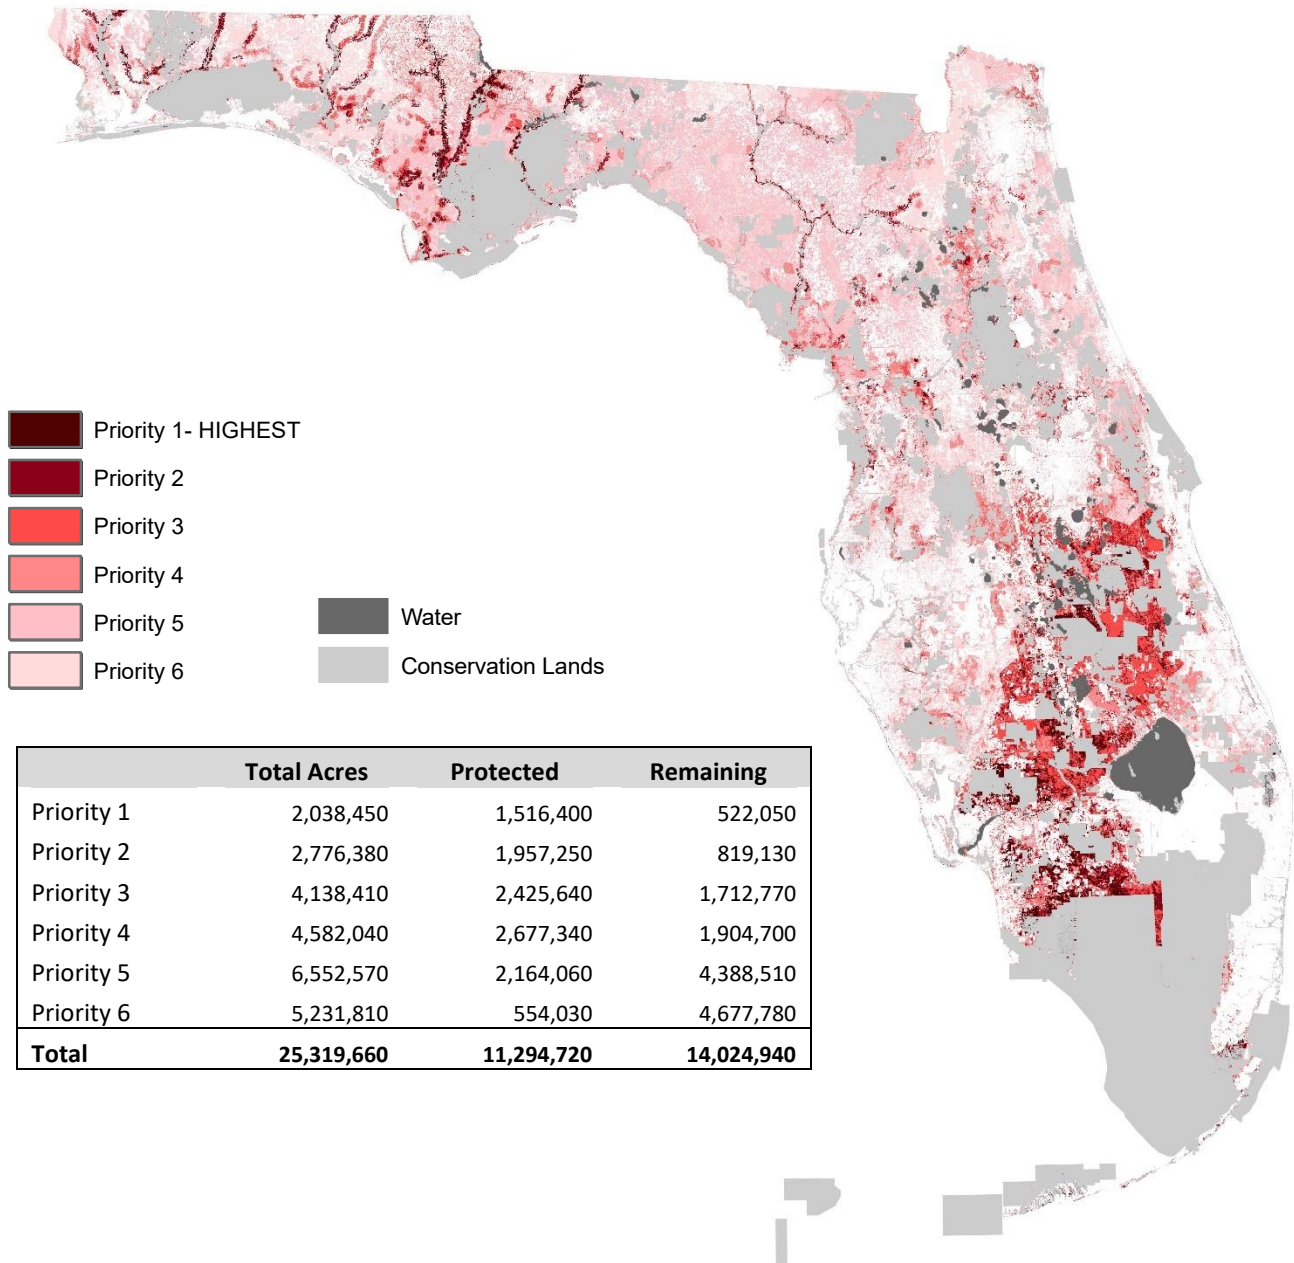 Priority 1- HIGHEST
Priority 2
Priority 3
Priority 4
Priority 5
Priority 6
Water
Conservation Lands
Total Acres Protected Remaining
Priority 1 2,038,450 1,516,400 522,050
Priority 2 2,776,380 1,957,250 819,130
Priority 3 4,138,410 2,425,640 1,712,770
Priority 4 4,582,040 2,677,340 1,904,700
Priority 5 6,552,570 2,164,060 4,388,510
Priority 6 5,231,810 554,030 4,677,780
Total 25,319,660 11,294,720 14,024,940